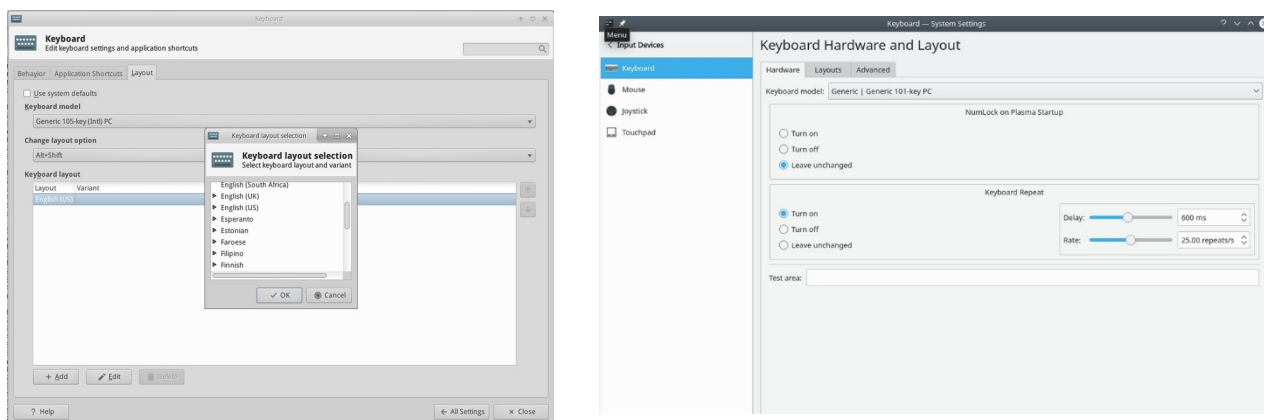 Keyboard
Keyboard
Edit keyboard settings and application shortcuts
Behavior Application Shortcuts Layout
Use system defaults
Keyboard model
Generic 105-key (Intl) PC
Change layout option
Alt+Shift
Keyboard layout
Layout Variant
English (US)
+ Add
Edit
Delete
? Help
All Settings
Close
Keyboard layout selection
Keyboard layout selection
Select keyboard layout and variant
English (South Africa)
English (UK)
English (US)
Esperanto
Estonian
Faroese
Filipino
Finnish
OK
Cancel
Keyboard — System Settings
Menu
Input Devices
Keyboard
Mouse
Joystick
Touchpad
Keyboard Hardware and Layout
Hardware Layouts Advanced
Keyboard model: Generic | Generic 101-key PC
NumLock on Plasma Startup
Turn on
Turn off
Leave unchanged
Keyboard Repeat
Turn on
Turn off
Leave unchanged
Delay: 600 ms
Rate: 25.00 repeats/s
Test area: